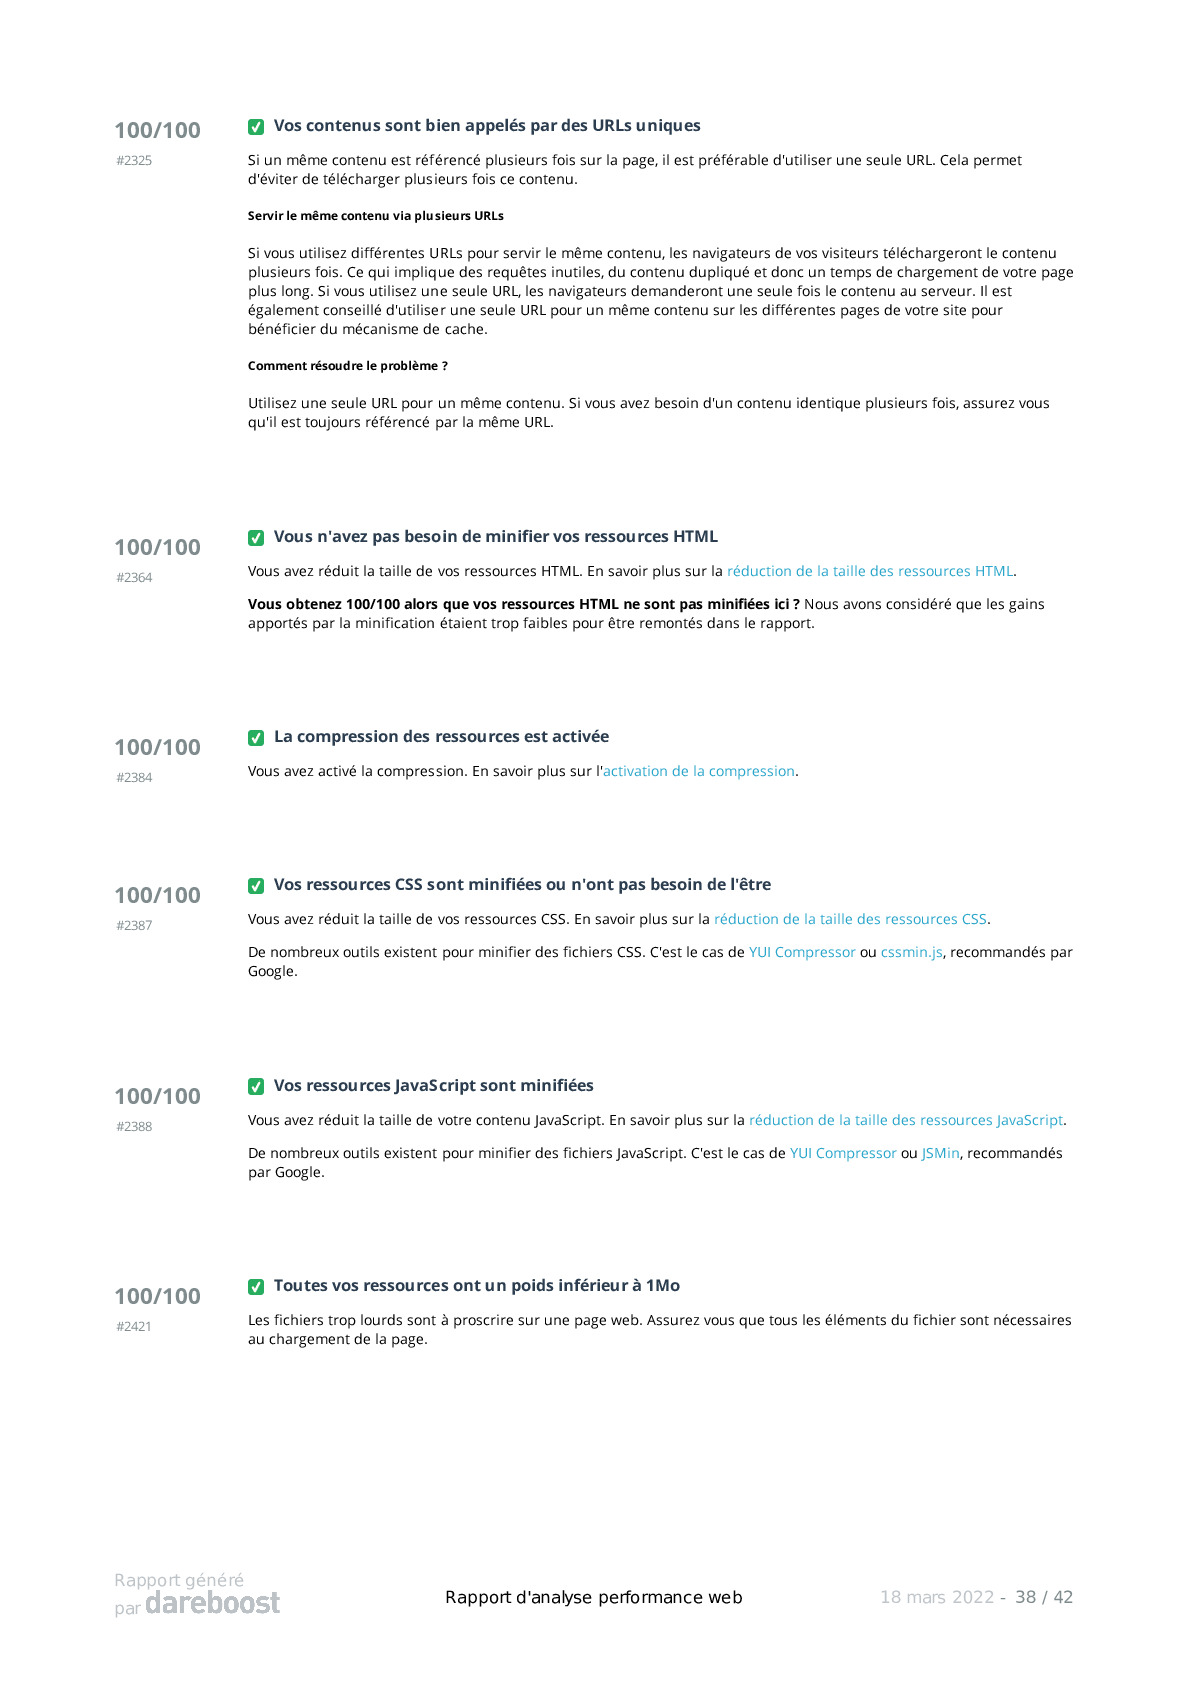 100/100
#2325
Vos contenus sont bien appelés par des URLs uniques
Si un même contenu est référencé plusieurs fois sur la page, il est préférable d'utiliser une seule URL. Cela permet
d'éviter de télécharger plusieurs fois ce contenu.
Servir le même contenu via plusieurs URLs
Si vous utilisez différentes URLs pour servir le même contenu, les navigateurs de vos visiteurs téléchargeront le contenu
plusieurs fois. Ce qui implique des requêtes inutiles, du contenu dupliqué et donc un temps de chargement de votre page
plus long. Si vous utilisez une seule URL, les navigateurs demanderont une seule fois le contenu au serveur. Il est
également conseillé d'utiliser une seule URL pour un même contenu sur les différentes pages de votre site pour
bénéficier du mécanisme de cache.
Comment résoudre le problème ?
Utilisez une seule URL pour un même contenu. Si vous avez besoin d'un contenu identique plusieurs fois, assurez vous
qu'il est toujours référencé par la même URL.
100/100
#2364
Vous n'avez pas besoin de minifier vos ressources HTML
Vous avez réduit la taille de vos ressources HTML. En savoir plus sur la réduction de la taille des ressources HTML.
Vous obtenez 100/100 alors que vos ressources HTML ne sont pas minifiées ici ? Nous avons considéré que les gains
apportés par la minification étaient trop faibles pour être remontés dans le rapport.
100/100
#2384
La compression des ressources est activée
Vous avez activé la compression. En savoir plus sur l'activation de la compression.
100/100
#2387
Vos ressources CSS sont minifiées ou n'ont pas besoin de l'être
Vous avez réduit la taille de vos ressources CSS. En savoir plus sur la réduction de la taille des ressources CSS.
De nombreux outils existent pour minifier des fichiers CSS. C'est le cas de YUI Compressor ou cssmin.js, recommandés par
Google.
100/100
#2388
Vos ressources JavaScript sont minifiées
Vous avez réduit la taille de votre contenu JavaScript. En savoir plus sur la réduction de la taille des ressources JavaScript.
De nombreux outils existent pour minifier des fichiers JavaScript. C'est le cas de YUI Compressor ou JSMin, recommandés
par Google.
100/100
#2421
Toutes vos ressources ont un poids inférieur à 1Mo
Les fichiers trop lourds sont à proscrire sur une page web. Assurez vous que tous les éléments du fichier sont nécessaires
au chargement de la page.
Rapport généré
par dareboost
Rapport d'analyse performance web
18 mars 2022 - 38 / 42